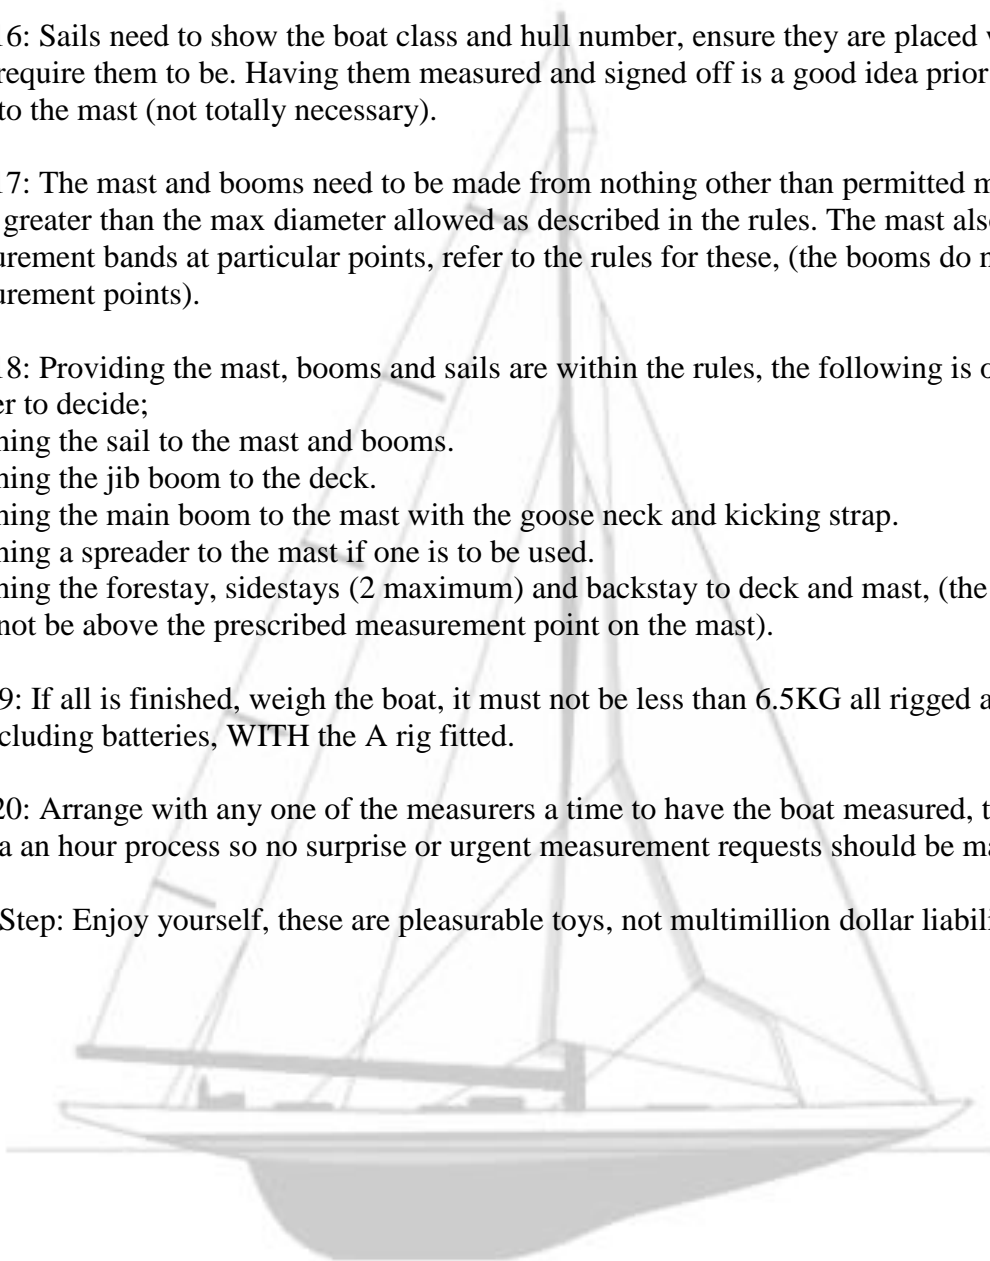 16: Sails need to show the boat class and hull number, ensure they are placed
require them to be. Having them measured and signed off is a good idea prior
to the mast (not totally necessary).
17: The mast and booms need to be made from nothing other than permitted
greater than the max diameter allowed as described in the rules. The mast also
urement bands at particular points, refer to the rules for these, (the booms do
urement points).
18: Providing the mast, booms and sails are within the rules, the following is
er to decide;
ning the sail to the mast and booms.
ning the jib boom to the deck.
ning the main boom to the mast with the goose neck and kicking strap.
ning a spreader to the mast if one is to be used.
ning the forestay, sidestays (2 maximum) and backstay to deck and mast, (the
not be above the prescribed measurement point on the mast).
9: If all is finished, weigh the boat, it must not be less than 6.5KG all rigged
cluding batteries, WITH the A rig fitted.
20: Arrange with any one of the measurers a time to have the boat measured,
a an hour process so no surprise or urgent measurement requests should be
Step: Enjoy yourself, these are pleasurable toys, not multimillion dollar liabili